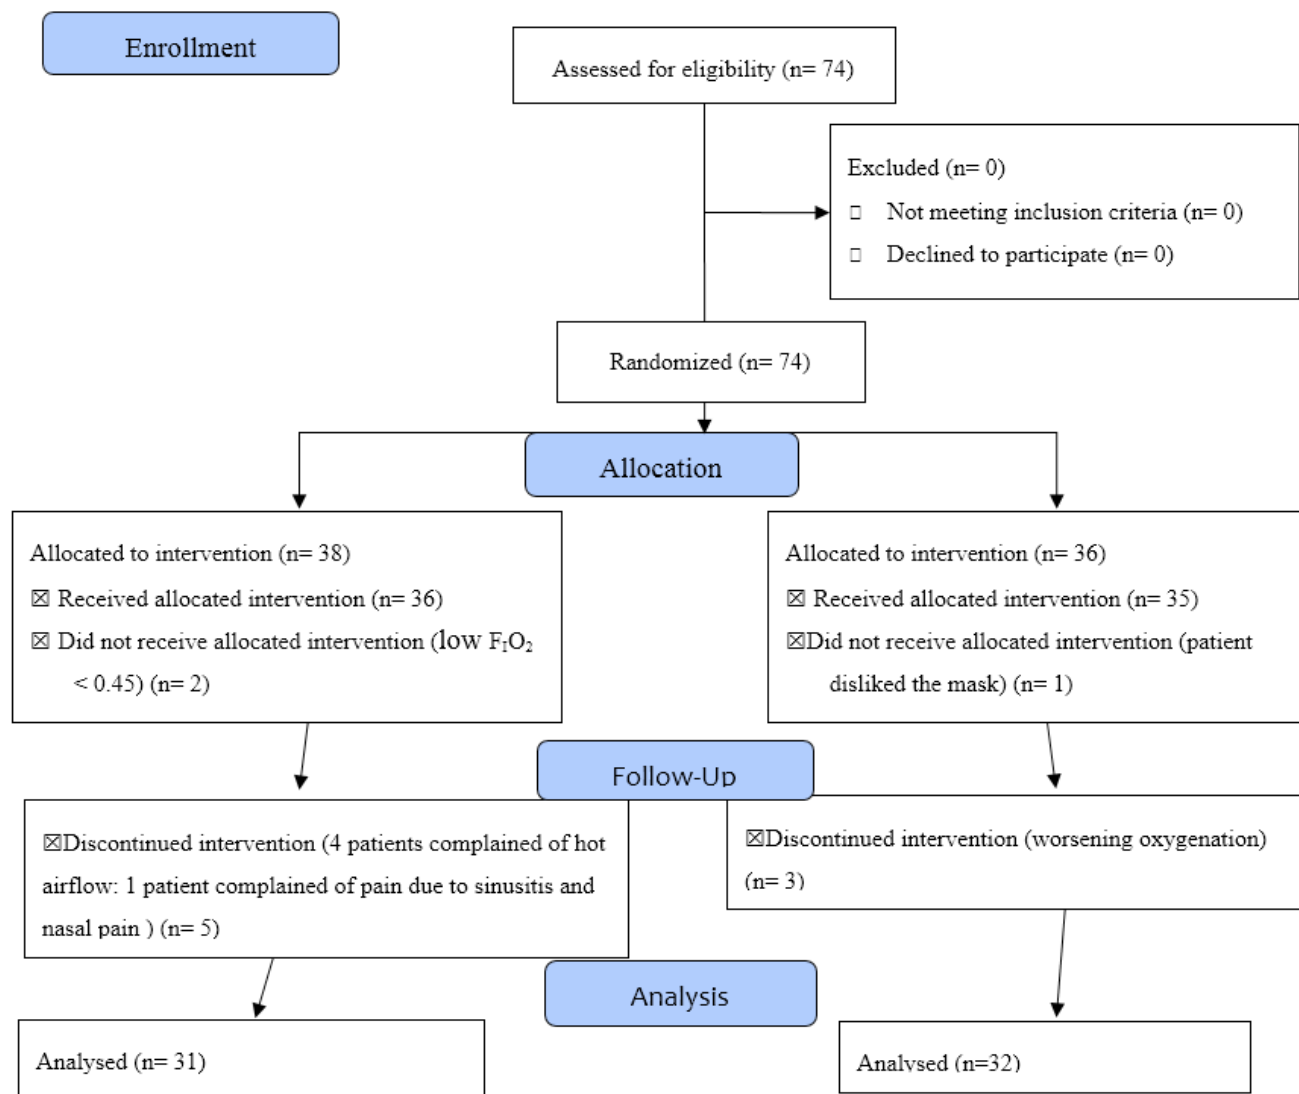 Enrollment
Assessed for eligibility (n= 74)
Excluded (n= 0)
Not meeting inclusion criteria (n= 0)
Declined to participate (n= 0)
Randomized (n= 74)
Allocation
Allocated to intervention (n= 38)
☒ Received allocated intervention (n= 36)
☒ Did not receive allocated intervention (low FIO2
< 0.45) (n= 2)
Allocated to intervention (n= 36)
☒ Received allocated intervention (n= 35)
☒Did not receive allocated intervention (patient
disliked the mask) (n= 1)
Follow-Up
☒Discontinued intervention (4 patients complained of hot
airflow: 1 patient complained of pain due to sinusitis and
nasal pain ) (n= 5)
☒Discontinued intervention (worsening oxygenation)
(n= 3)
Analysis
Analysed (n= 31)
Analysed (n=32)